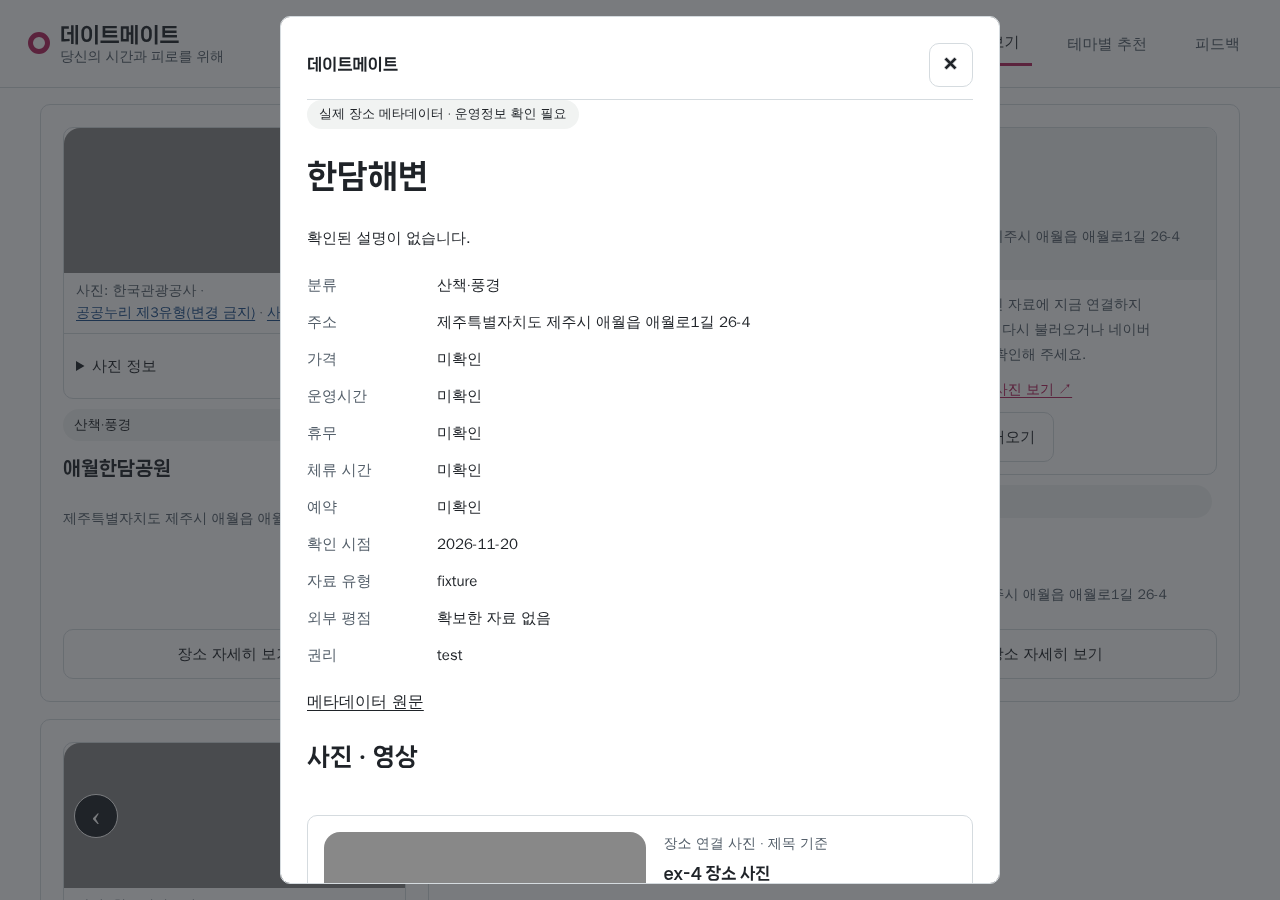 데이트메이트
당신의 시간과 피로를 위해
보기
테마별 추천
피드백
사진: 한국관광공사 ·
공공누리 제3유형(변경 금지) · 사
▶ 사진 정보
산책·풍경
애월한담공원
제주특별자치도 제주시 애월읍 애월
장소 자세히 보기
‹
데이트메이트
×
실제 장소 메타데이터 · 운영정보 확인 필요
한담해변
확인된 설명이 없습니다.
분류 산책·풍경
주소 제주특별자치도 제주시 애월읍 애월로1길 26-4
가격 미확인
운영시간 미확인
휴무 미확인
체류 시간 미확인
예약 미확인
확인 시점 2026-11-20
자료 유형 fixture
외부 평점 확보한 자료 없음
권리 test
메타데이터 원문
사진 · 영상
장소 연결 사진 · 제목 기준
ex-4 장소 사진
제주시 애월읍 애월로1길 26-4
자료에 지금 연결하지
다시 불러오거나 네이버
확인해 주세요.
사진 보기 ↗
오기
주시 애월읍 애월로1길 26-4
장소 자세히 보기